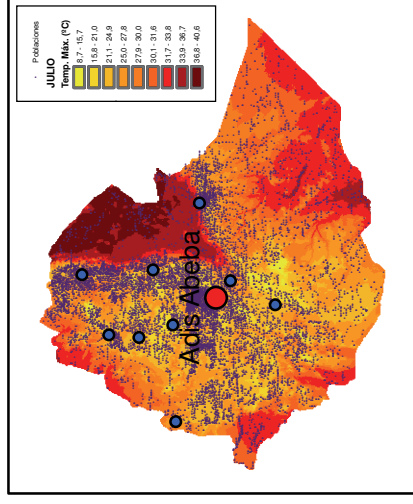 Poblaciones
JULIO
Temp. Máx. (ºC)
8,7 - 15,7
15,8 - 21,0
21,1 - 24,9
25,0 - 27,8
27,9 - 30,0
30,1 - 31,6
31,7 - 33,8
33,9 - 36,7
36,8 - 40,6
Adis Abeba